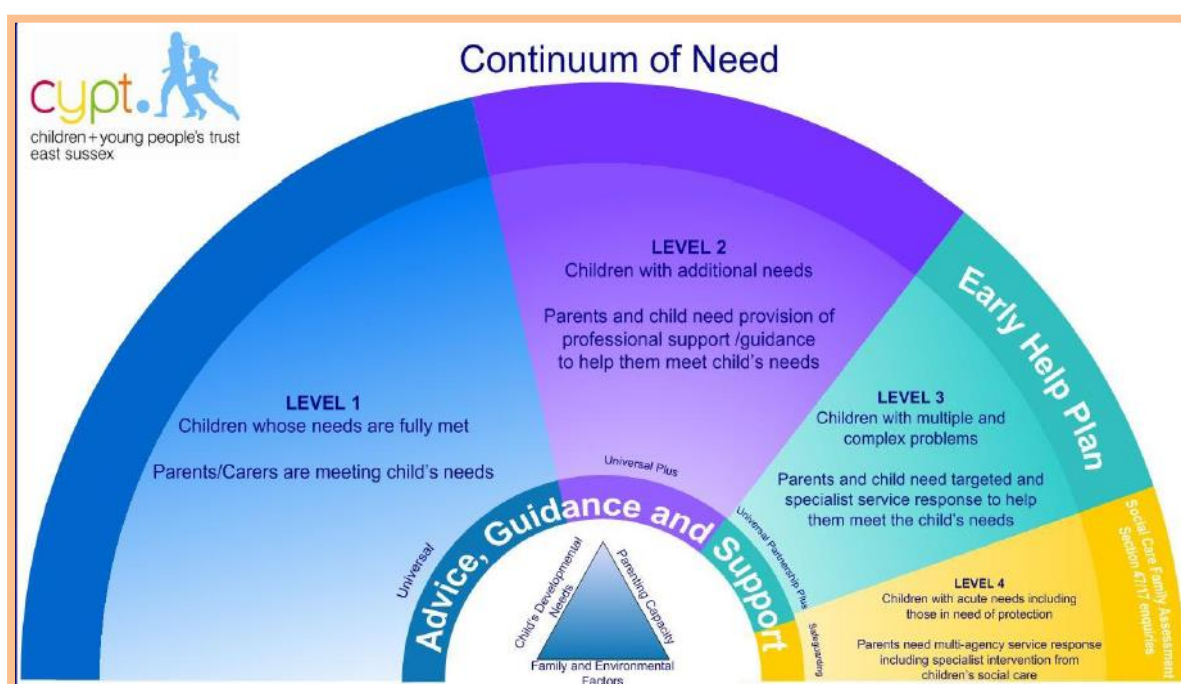 Continuum of Need
cypt.
children + young people's trust
east sussex
LEVEL 1
Children whose needs are fully met
Parents/Carers are meeting child's needs
LEVEL 2
Children with additional needs
Parents and child need provision of
professional support /guidance
to help them meet child's needs
LEVEL 3
Children with multiple and
complex problems
Parents and child need targeted and
specialist service response to help
them meet the child's needs
LEVEL 4
Children with acute needs including
those in need of protection
Parents need multi-agency service response
including specialist intervention from
children's social care
Early Help Plan
Social Care Family Assessment
Section 47/17 enquiries
Universal
Universal Plus
Universal Partnership Plus
Safeguarding
Advice, Guidance and Support
Child's Developmental
Needs
Parenting Capacity
Family and Environmental
Factors